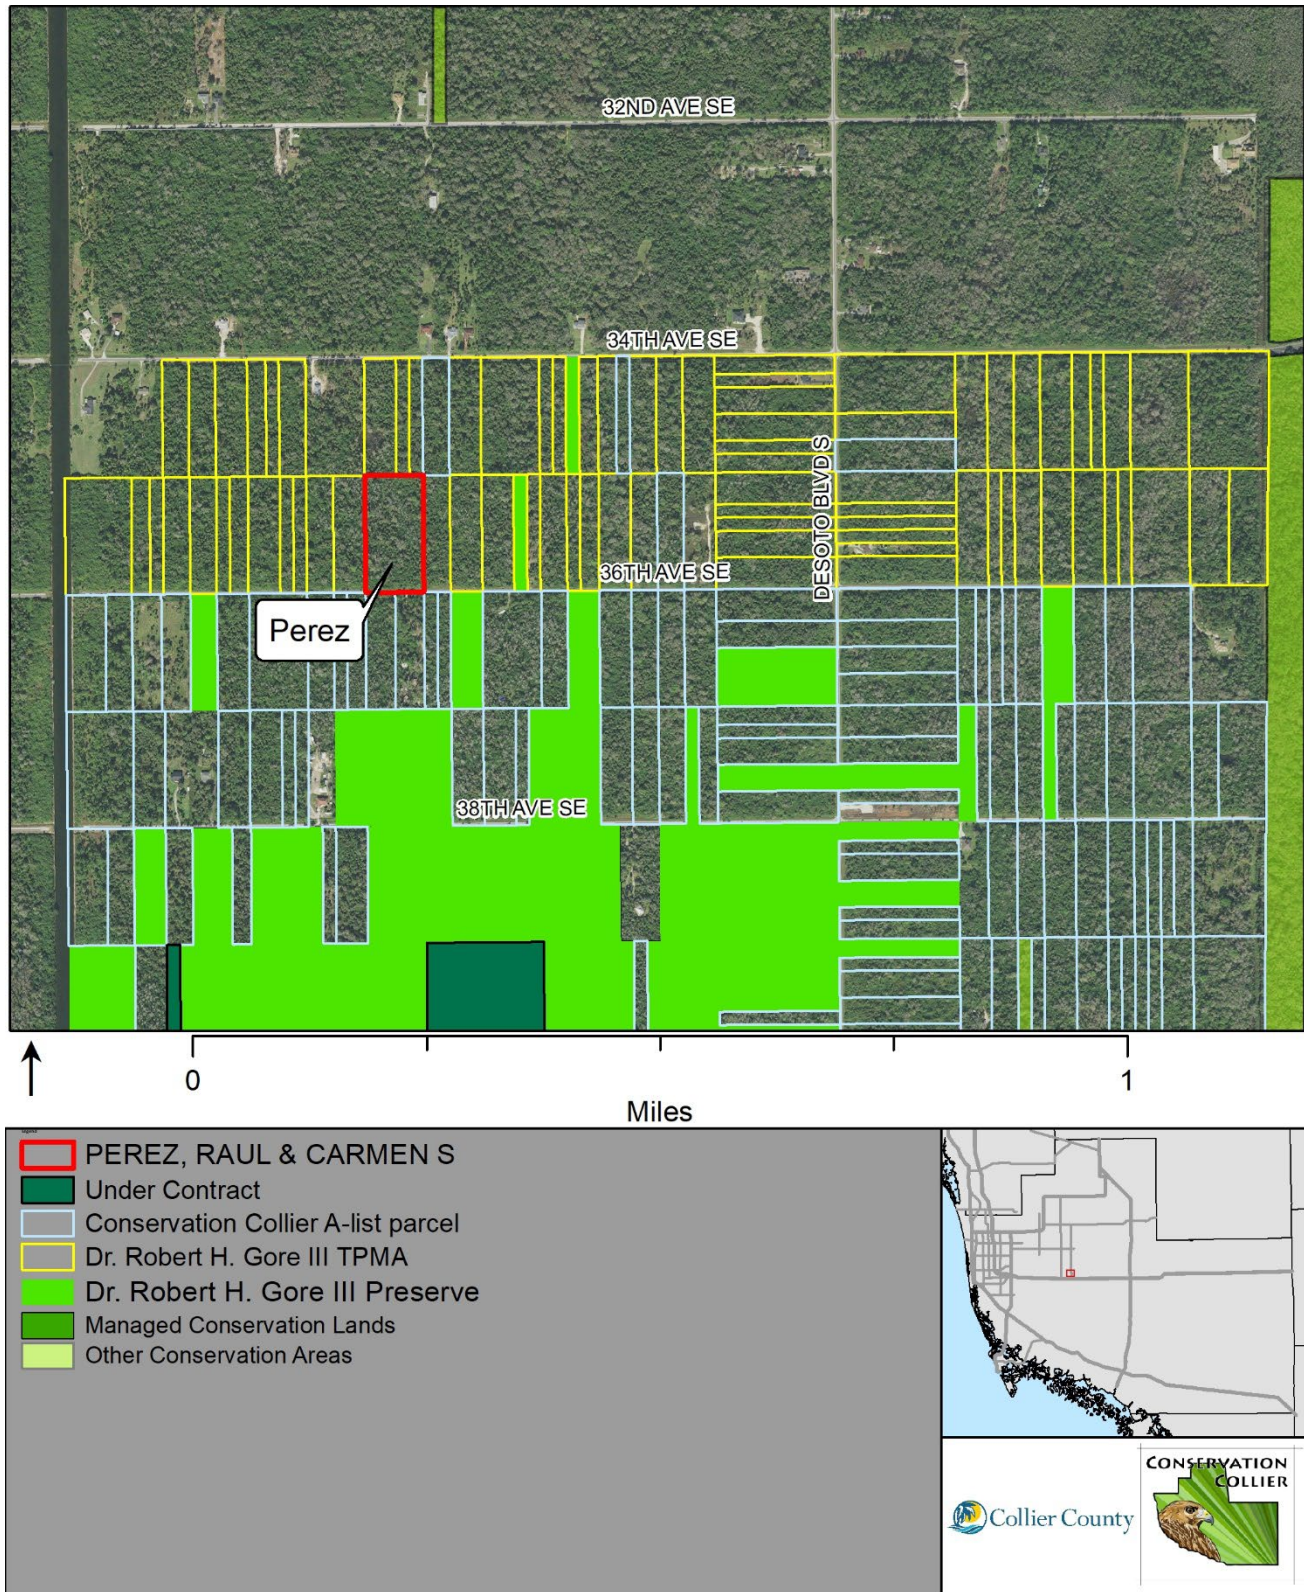 32ND AVE SE
34TH AVE SE
DESOTO BLVD S
36TH AVE SE
Perez
38TH AVE SE
0
1
Miles
PEREZ, RAUL & CARMEN S
Under Contract
Conservation Collier A-list parcel
Dr. Robert H. Gore III TPMA
Dr. Robert H. Gore III Preserve
Managed Conservation Lands
Other Conservation Areas
Collier County
CONSERVATION
COLLIER